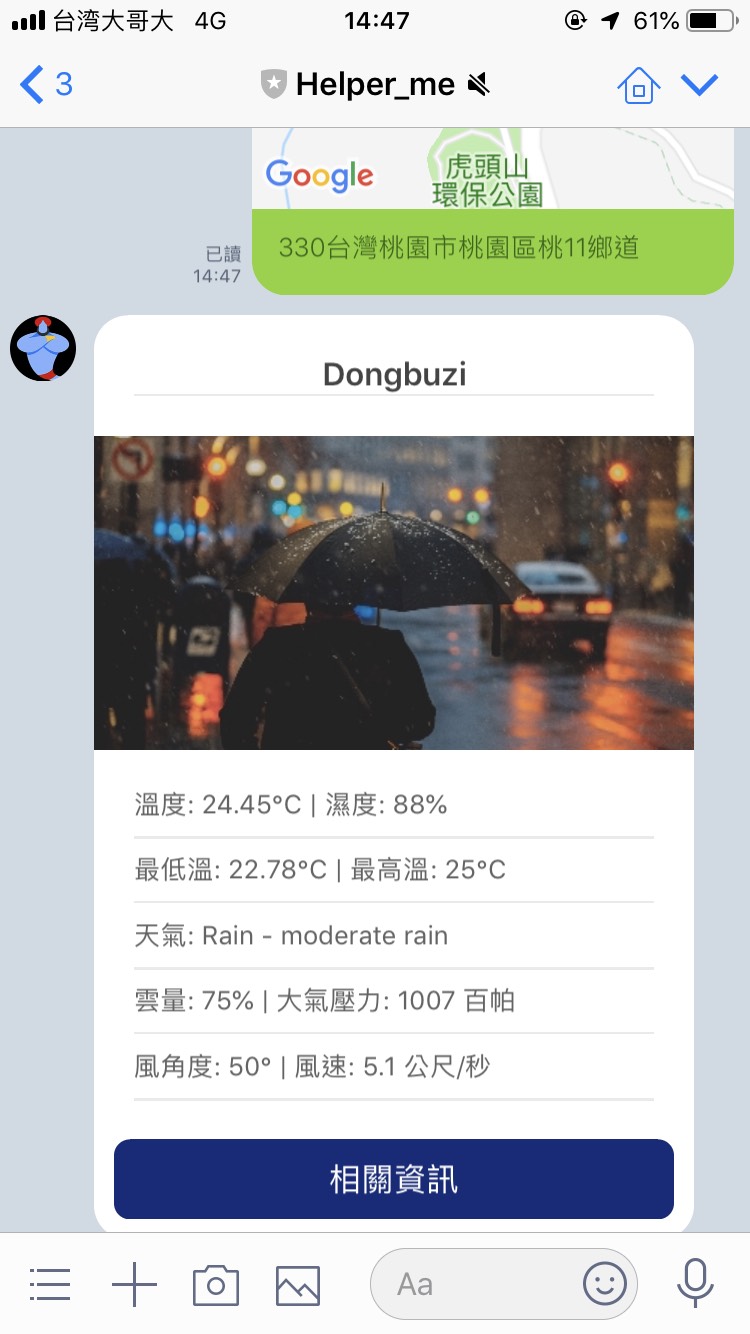 台湾大哥大 4G 14:47 61%
3 Helper_me
Google
虎頭山
環保公園
330台灣桃園市桃園區桃11鄉道
已讀
14:47
Dongbuzi
溫度: 24.45°C | 濕度: 88%
最低溫: 22.78°C | 最高溫: 25°C
天氣: Rain - moderate rain
雲量: 75% | 大氣壓力: 1007 百帕
風角度: 50° | 風速: 5.1 公尺/秒
相關資訊
Aa